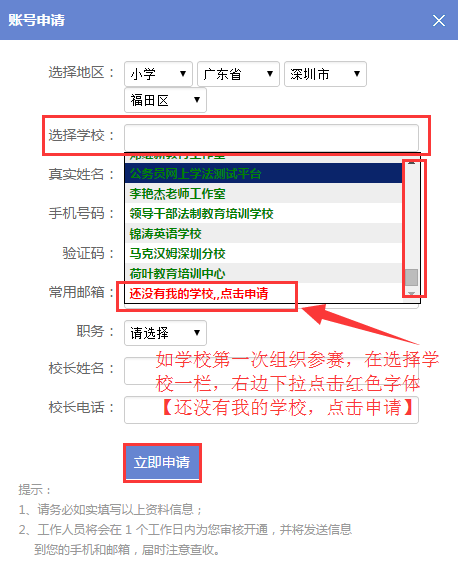 账号申请
选择地区： 小学 广东省 深圳市
福田区
选择学校：
真实姓名：
公务员网上学法测试平台
李艳杰老师工作室
手机号码：
领导干部法制教育培训学校
锦涛英语学校
验证码：
马克汉姆深圳分校
荷叶教育培训中心
常用邮箱：
还没有我的学校,,点击申请
职务： 请选择
如学校第一次组织参赛，在选择学
校长姓名：
校一栏，右边下拉点击红色字体
校长电话：
【还没有我的学校，点击申请】
立即申请
提示：
1、请务必如实填写以上资料信息；
2、工作人员将会在 1 个工作日内为您审核开通，并将发送信息
到您的手机和邮箱，届时注意查收。